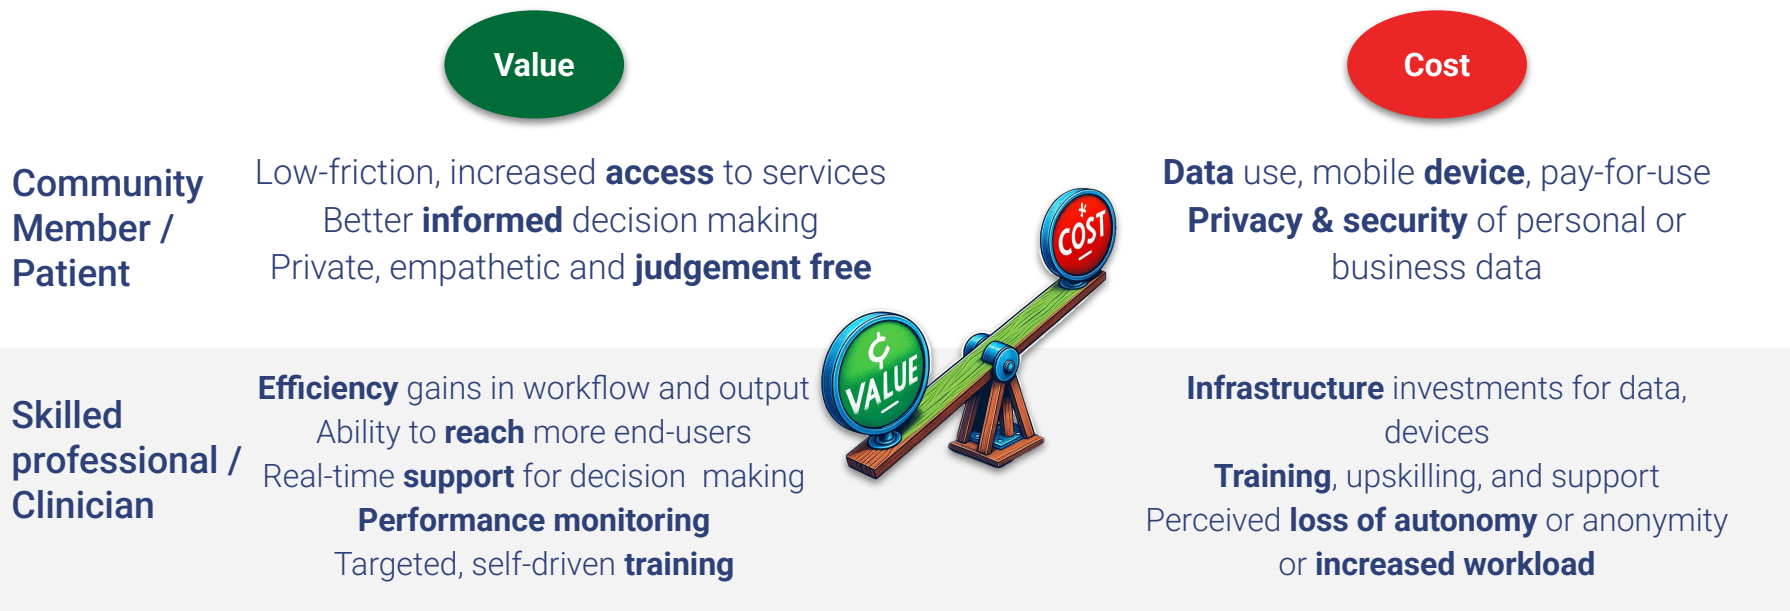 Value
Cost
Community
Member /
Patient
Low-friction, increased access to services
Better informed decision making
Private, empathetic and judgement free
Data use, mobile device, pay-for-use
Privacy & security of personal or
business data
COST
¢
VALUE
Skilled
professional /
Clinician
Efficiency gains in workflow and output
Ability to reach more end-users
Real-time support for decision  making
Performance monitoring
Targeted, self-driven training
Infrastructure investments for data,
devices
Training, upskilling, and support
Perceived loss of autonomy or anonymity
or increased workload